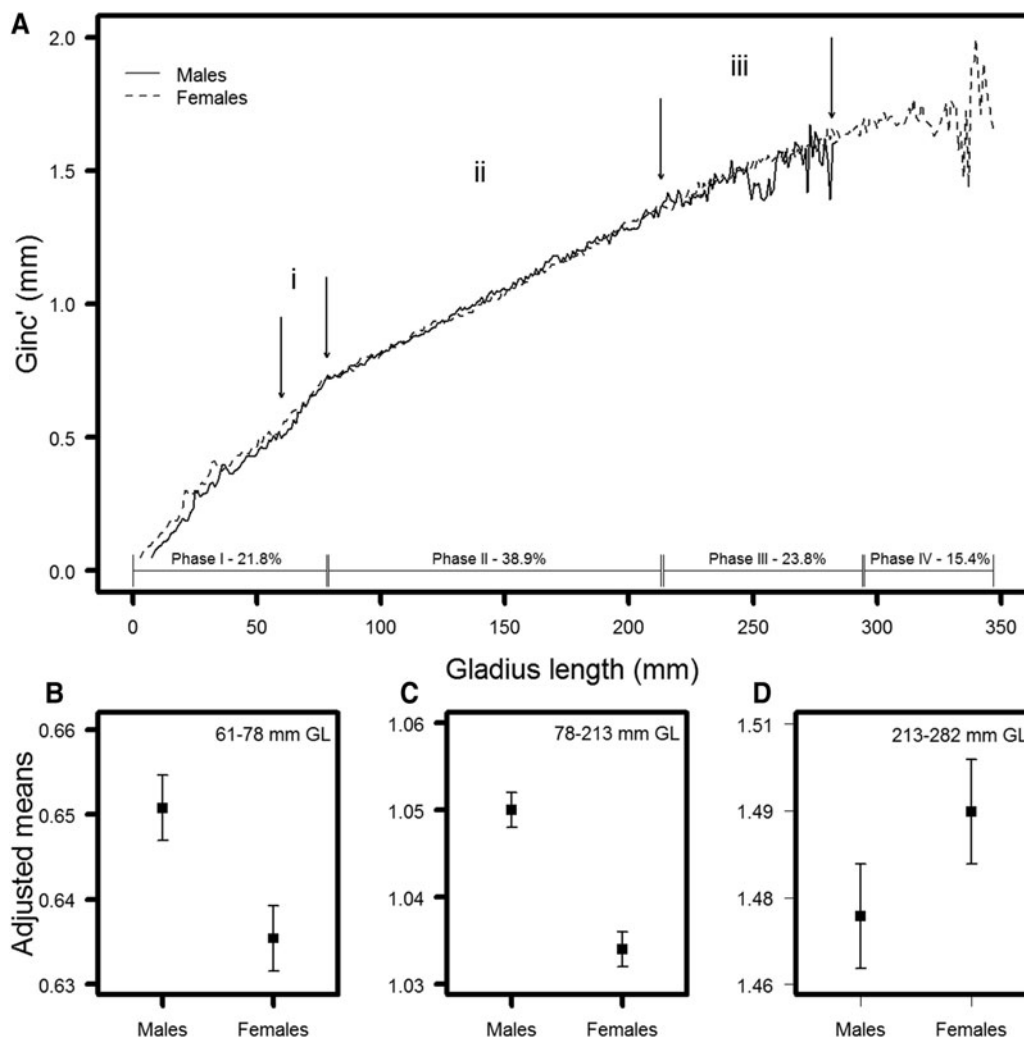 A
2.0
1.5
1.0
0.5
0.0
Ginc' (mm)
Males
Females
i
ii
iii
Phase I - 21.8%
Phase II - 38.9%
Phase III - 23.8%
Phase IV - 15.4%
0
50
100
150
200
250
300
350
Gladius length (mm)
B
61-78 mm GL
0.66
0.65
0.64
0.63
Adjusted means
Males
Females
C
78-213 mm GL
1.06
1.05
1.04
1.03
Males
Females
D
213-282 mm GL
1.51
1.49
1.48
1.46
Males
Females